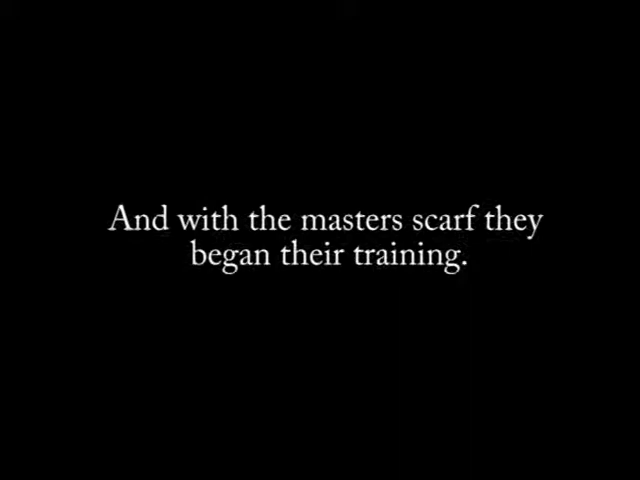 And with the masters scarf they
began their training.